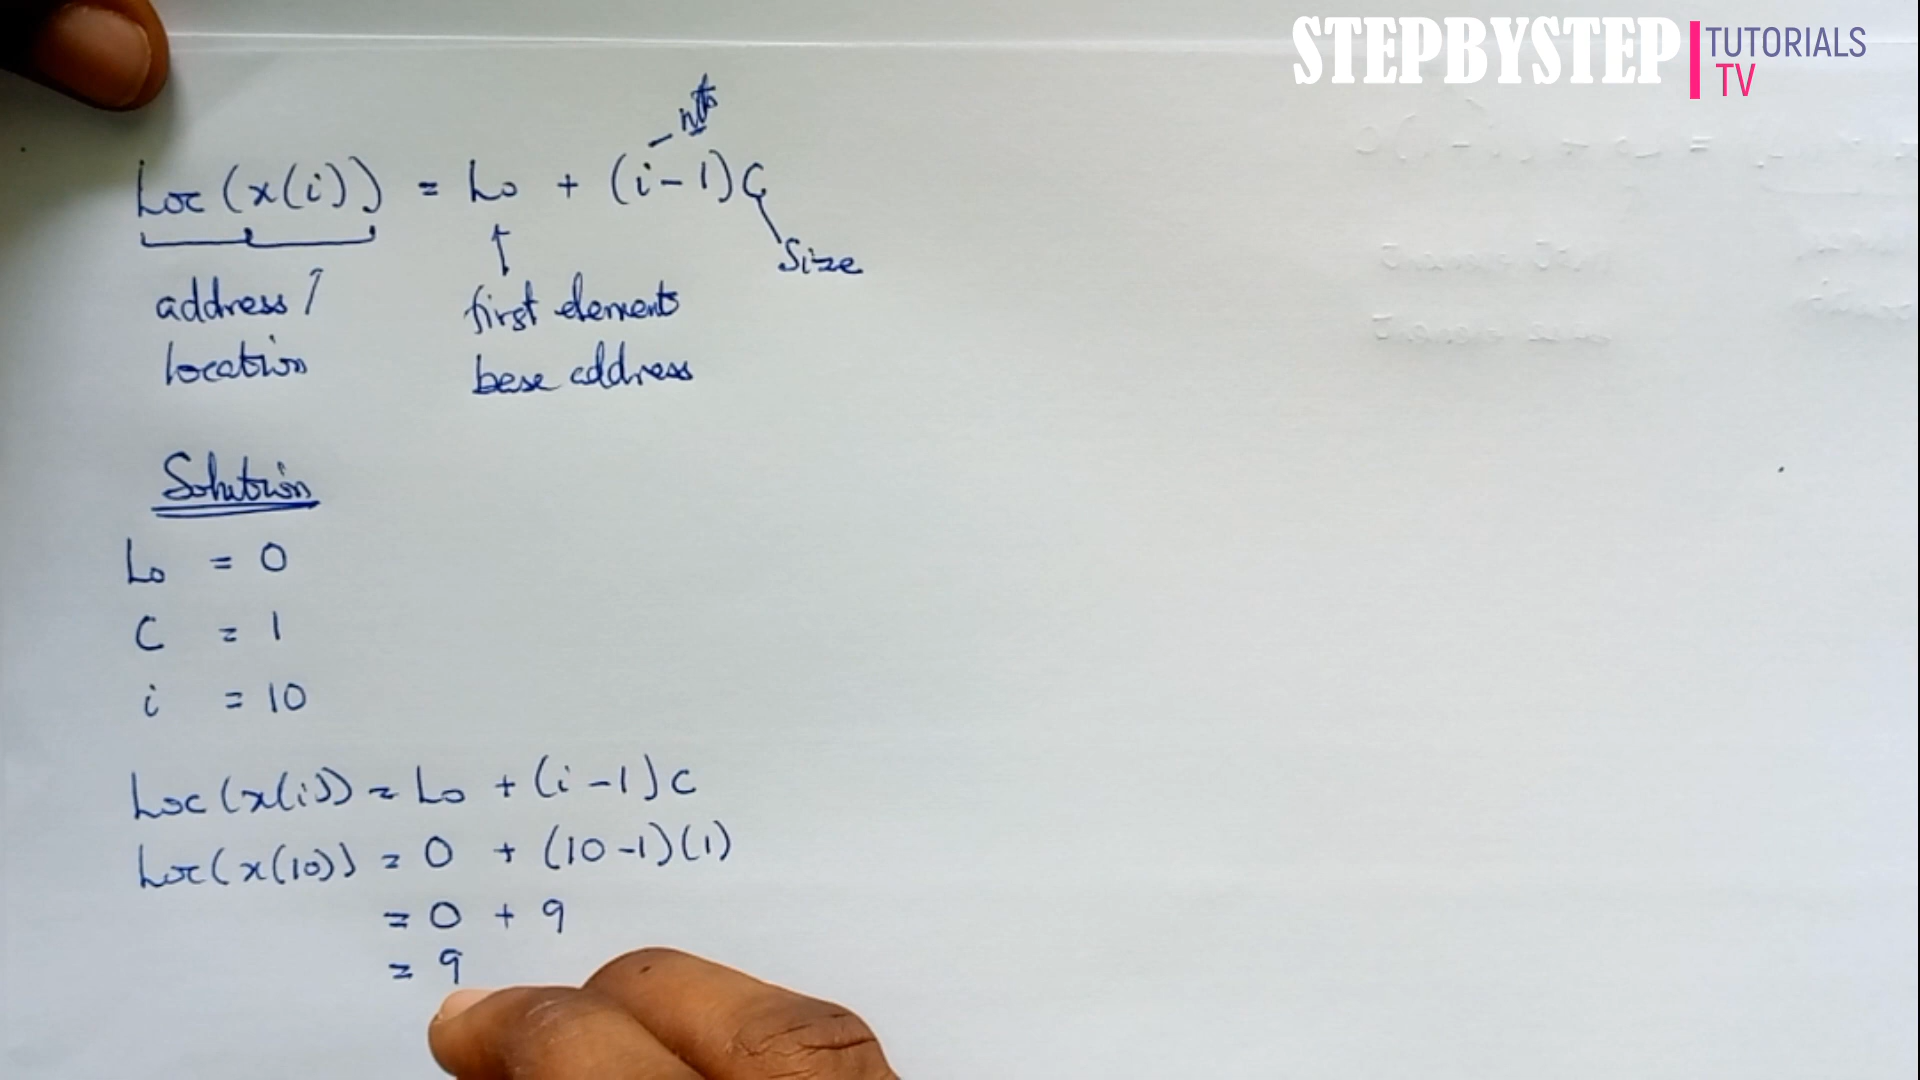 STEPBYSTEP TUTORIALS
TV
nth
Loc (x(i)) = Lo + (i-1)C
Size
address / first element
location base address
Solution
Lo = 0
C = 1
i = 10
Loc (x(i)) = Lo + (i-1)C
Loc (x(10)) = 0 + (10-1)(1)
= 0 + 9
= 9